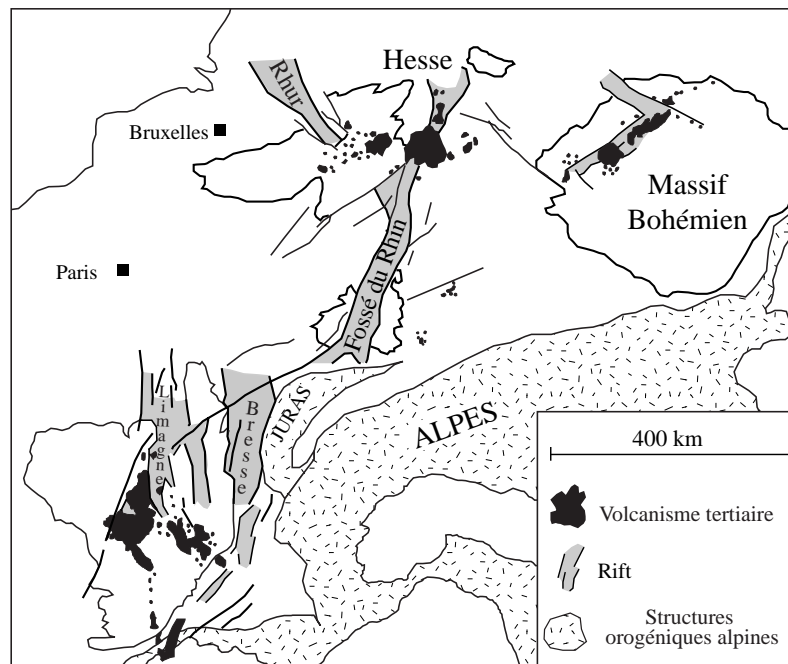 Hesse
Rhur
Bruxelles
Massif
Bohémien
Paris
Fossé du Rhin
Limagne
Bresse
JURAS
ALPES
400 km
Volcanisme tertiaire
Rift
Structures
orogéniques alpines